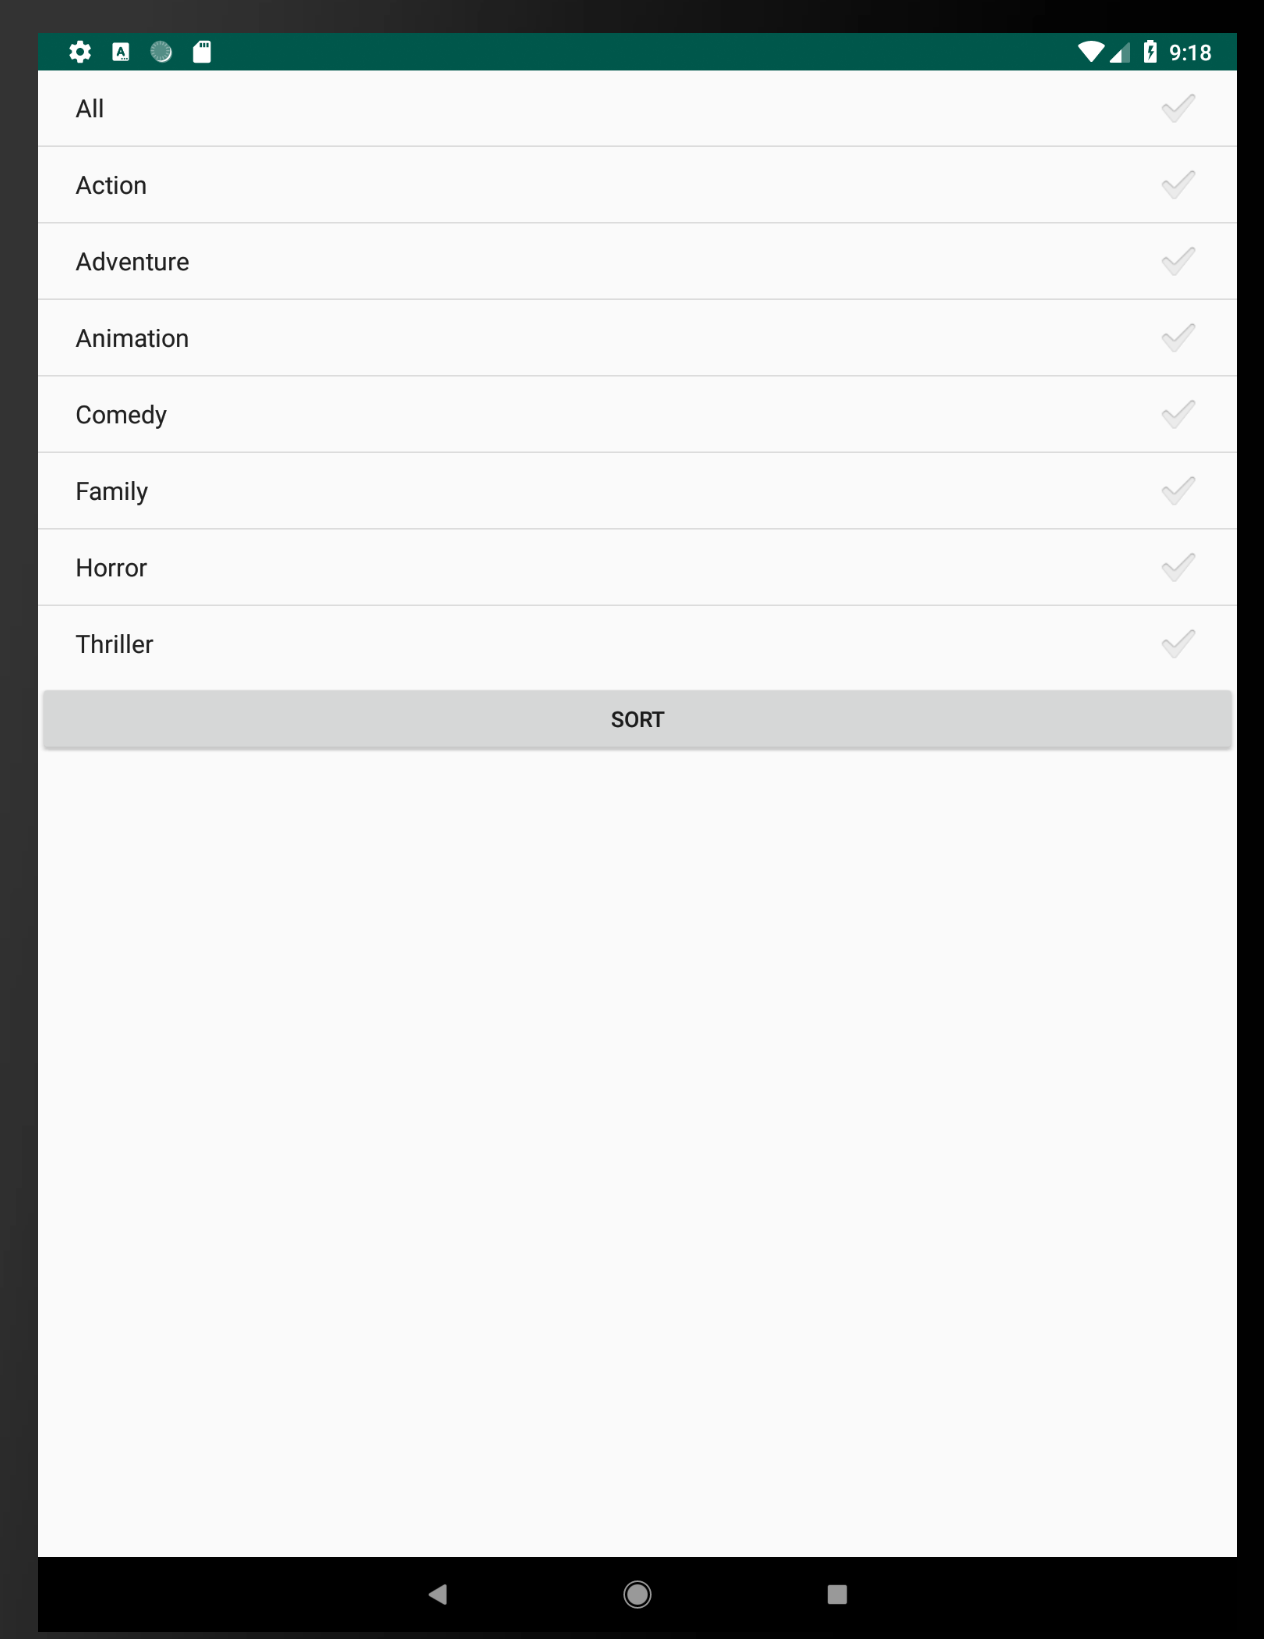 9:18
All
Action
Adventure
Animation
Comedy
Family
Horror
Thriller
SORT